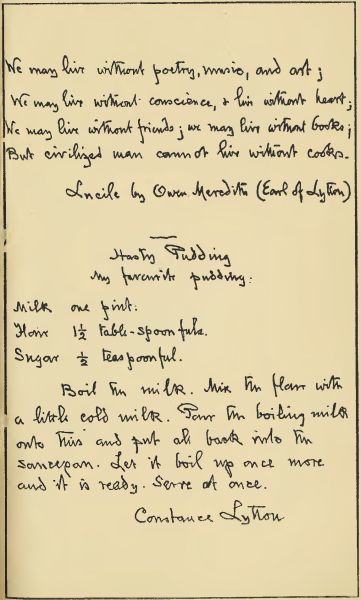 We may live without poetry, music, and art;
We may live without conscience, & live without heart;
We may live without friends; we may live without books;
But civilized man cannot live without cooks.
Lucile by Owen Meredith (Earl of Lytton)
Hasty Pudding
My favourite pudding.
Milk one pint.
Flour 1½ table-spoonfuls.
Sugar ½ teaspoonful.
Boil the milk. Mix the flour with
a little cold milk. Pour the boiling milk
onto this and put all back into the
saucepan. Let it boil up once more
and it is ready. Serve at once.
Constance Lytton